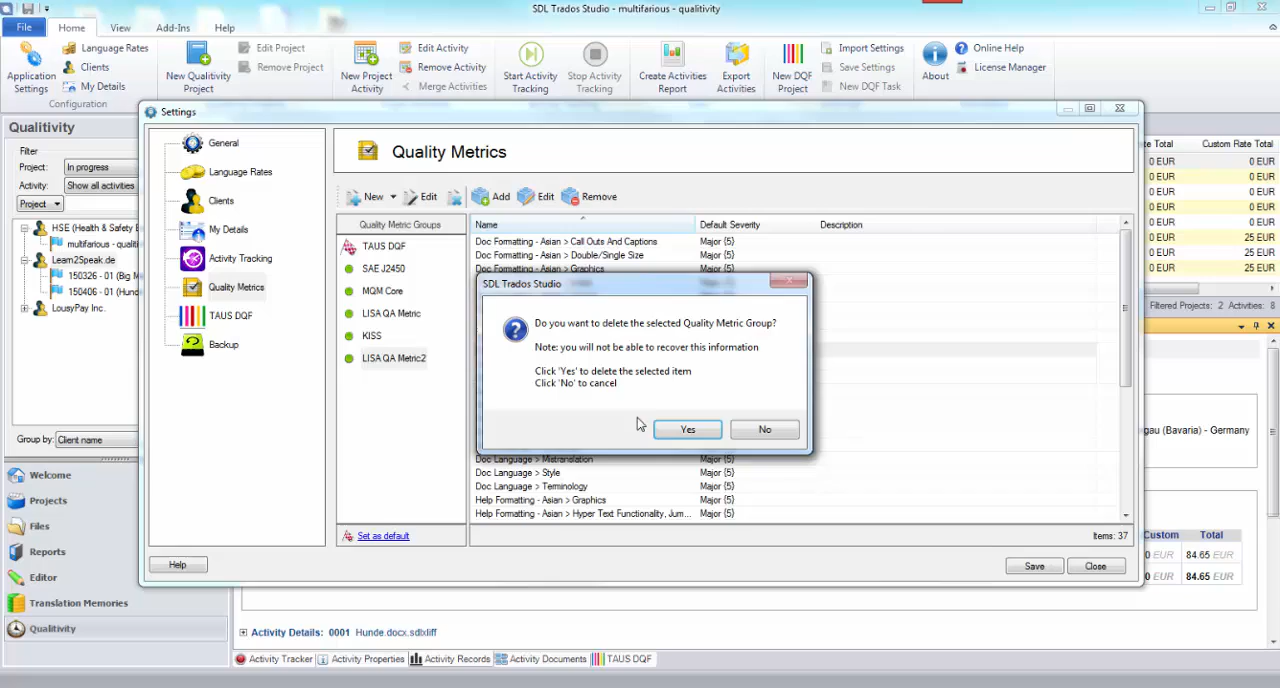 SDL Trados Studio - multifarious - qualitivity
File Home View Add-Ins Help
Application Settings
Language Rates
Clients
My Details
Configuration
New Qualitivity Project
Edit Project
Remove Project
New Project Activity
Edit Activity
Remove Activity
Merge Activities
Start Activity Tracking
Stop Activity Tracking
Create Activities Report
Export Activities
New DQF Project
Import Settings
Save Settings
New DQF Task
About
Online Help
License Manager
Qualitivity
Filter
Project: In progress
Activity: Show all activities
Project
HSE (Health & Safety E
multifarious - qualiti
Learn2Speak.de
150326 - 01 (Big M
150406 - 01 (Hund
LousyPay Inc.
Group by: Client name
Welcome
Projects
Files
Reports
Editor
Translation Memories
Qualitivity
Settings
General
Language Rates
Clients
My Details
Activity Tracking
Quality Metrics
TAUS DQF
Backup
Quality Metrics
New Edit Add Edit Remove
Quality Metric Groups
TAUS DQF
SAE J2450
MQM Core
LISA QA Metric
KISS
LISA QA Metric2
Set as default
Name Default Severity Description
Doc Formatting - Asian > Call Outs And Captions Major {5}
Doc Formatting - Asian > Double/Single Size Major {5}
Doc Formatting - Asian > Graphics Major {5}
SDL Trados Studio
Do you want to delete the selected Quality Metric Group?
Note: you will not be able to recover this information
Click 'Yes' to delete the selected item
Click 'No' to cancel
Yes No
Doc Language > Mistranslation Major {5}
Doc Language > Style Major {5}
Doc Language > Terminology Major {5}
Help Formatting - Asian > Graphics Major {5}
Help Formatting - Asian > Hyper Text Functionality, Jum... Major {5}
Items: 37
Help Save Close
te Total Custom Rate Total
0 EUR 0 EUR
0 EUR 0 EUR
0 EUR 0 EUR
0 EUR 0 EUR
0 EUR 0 EUR
0 EUR 25 EUR
0 EUR 25 EUR
0 EUR 25 EUR
Filtered Projects: 2 Activities: 8
gau (Bavaria) - Germany
Custom Total
0 EUR 84.65 EUR
0 EUR 84.65 EUR
Activity Details: 0001 Hunde.docx.sdlxliff
Activity Tracker Activity Properties Activity Records Activity Documents TAUS DQF